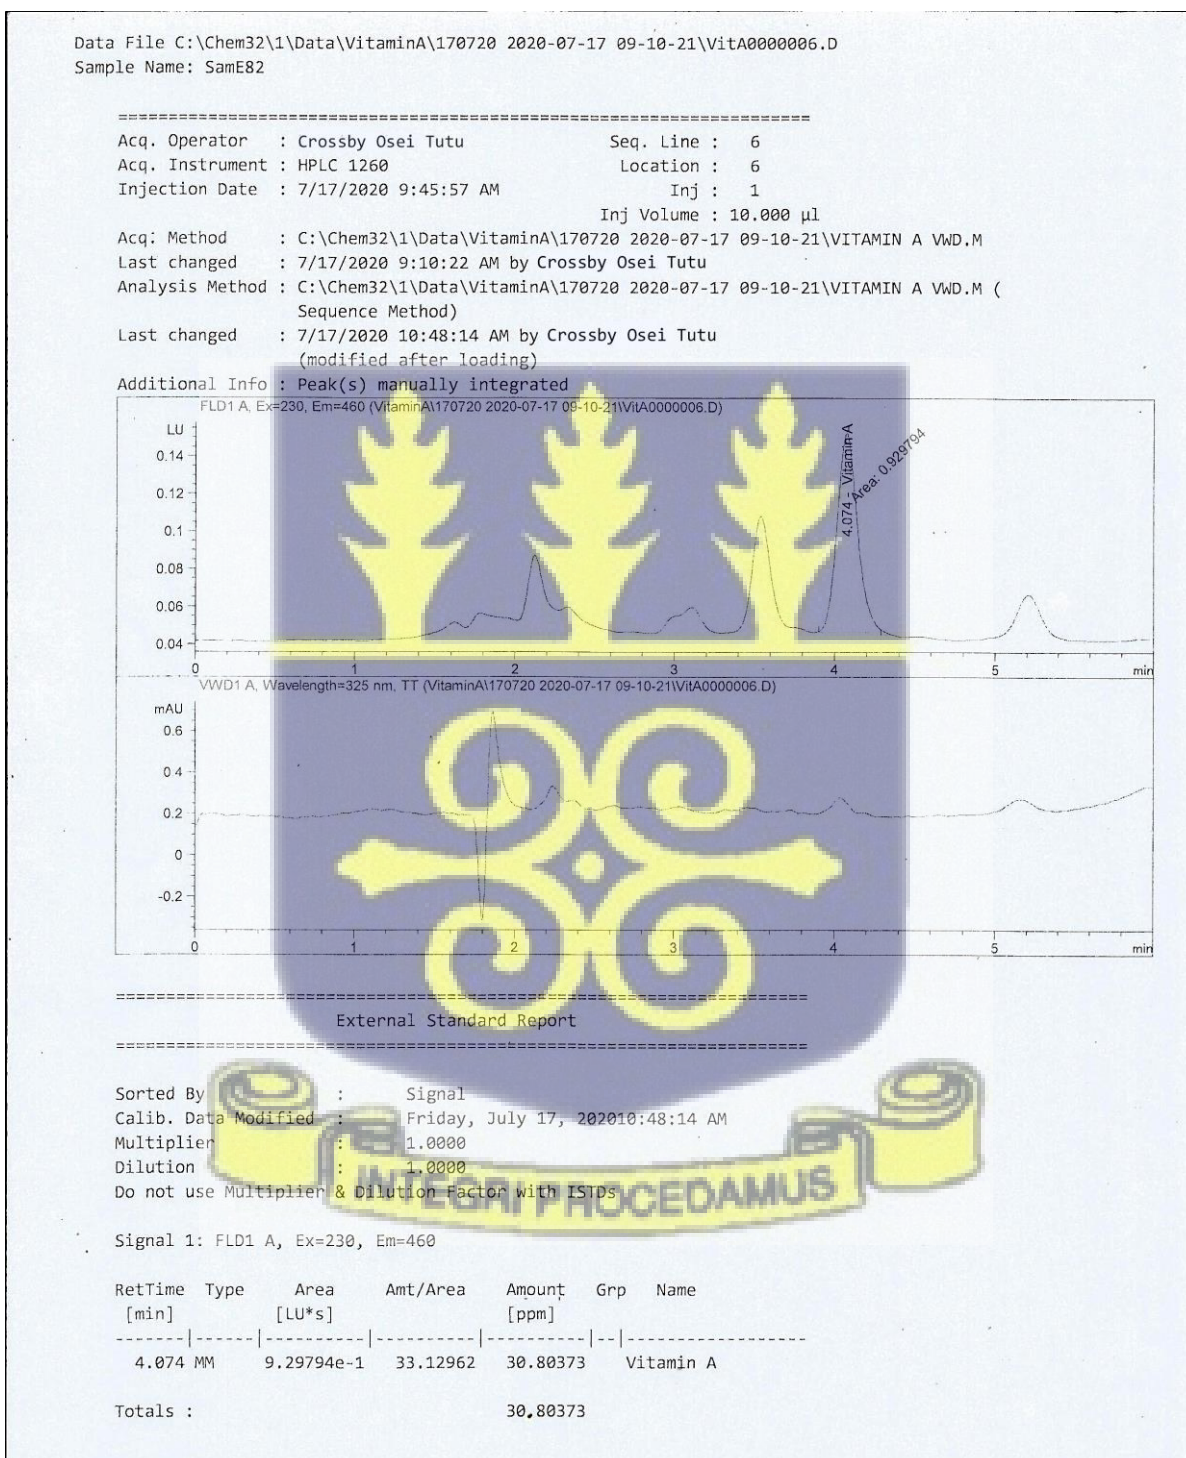 Data File C:\Chem32\1\Data\VitaminA\170720 2020-07-17 09-10-21\VitA0000006.D
Sample Name: SamE82
=====================================================================
Acq. Operator   : Crossby Osei Tutu              Seq. Line :   6
Acq. Instrument : HPLC 1260                       Location :   6
Injection Date  : 7/17/2020 9:45:57 AM                 Inj :   1
Inj Volume : 10.000 µl
Acq. Method     : C:\Chem32\1\Data\VitaminA\170720 2020-07-17 09-10-21\VITAMIN A VWD.M
Last changed    : 7/17/2020 9:10:22 AM by Crossby Osei Tutu
Analysis Method : C:\Chem32\1\Data\VitaminA\170720 2020-07-17 09-10-21\VITAMIN A VWD.M (
Sequence Method)
Last changed    : 7/17/2020 10:48:14 AM by Crossby Osei Tutu
(modified after loading)
Additional Info : Peak(s) manually integrated
FLD1 A, Ex=230, Em=460 (VitaminA\170720 2020-07-17 09-10-21\VitA0000006.D)
LU
0.14
0.12
0.1
0.08
0.06
0.04
4.074 - Vitamin A
Area: 0.929794
0 1 2 3 4 5 min
VWD1 A, Wavelength=325 nm, TT (VitaminA\170720 2020-07-17 09-10-21\VitA0000006.D)
mAU
0.6
0.4
0.2
0
-0.2
0 1 2 3 4 5 min
=====================================================================
External Standard Report
=====================================================================
Sorted By             :      Signal
Calib. Data Modified  :      Friday, July 17, 202010:48:14 AM
Multiplier            :      1.0000
Dilution              :      1.0000
Do not use Multiplier & Dilution Factor with ISTDs
INTEGRI PROCEDAMUS
Signal 1: FLD1 A, Ex=230, Em=460
RetTime  Type     Area     Amt/Area    Amount   Grp   Name
[min]          [LU*s]                 [ppm]
-------|------|----------|----------|----------|--|------------------
4.074 MM     9.29794e-1   33.12962   30.80373    Vitamin A
Totals :                               30.80373